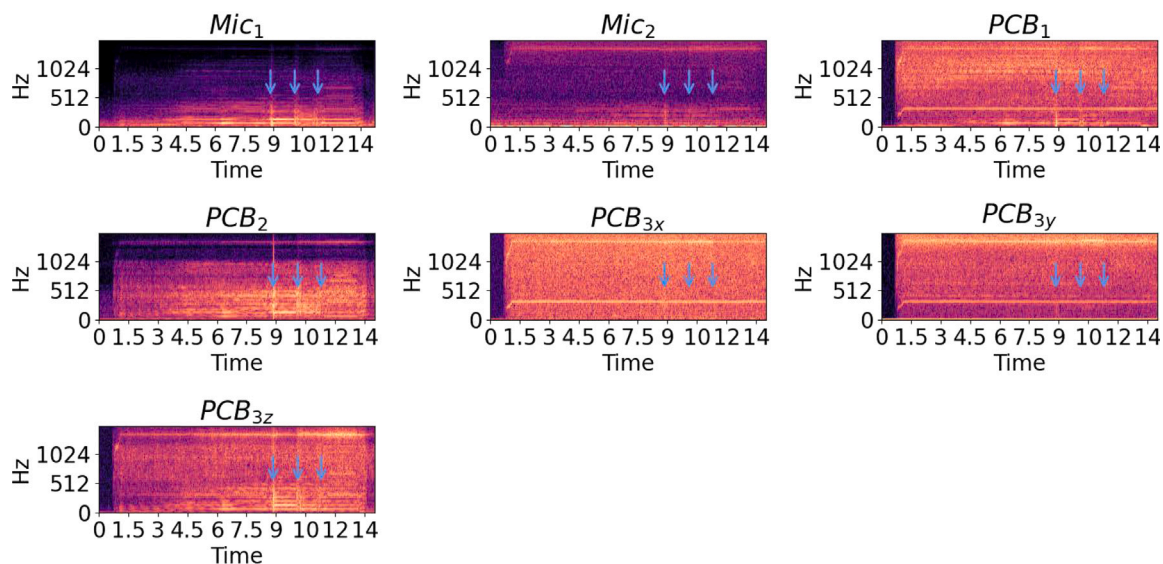 Mic1 Mic2 PCB1
Hz 1024 512 0 Hz 1024 512 0 Hz 1024 512 0
0 1.5 3 4.5 6 7.5 9 10 12 14 0 1.5 3 4.5 6 7.5 9 10 12 14 0 1.5 3 4.5 6 7.5 9 10 12 14
Time Time Time
PCB2 PCB3x PCB3y
Hz 1024 512 0 Hz 1024 512 0 Hz 1024 512 0
0 1.5 3 4.5 6 7.5 9 10 12 14 0 1.5 3 4.5 6 7.5 9 10 12 14 0 1.5 3 4.5 6 7.5 9 10 12 14
Time Time Time
PCB3z
Hz 1024 512 0
0 1.5 3 4.5 6 7.5 9 10 12 14
Time